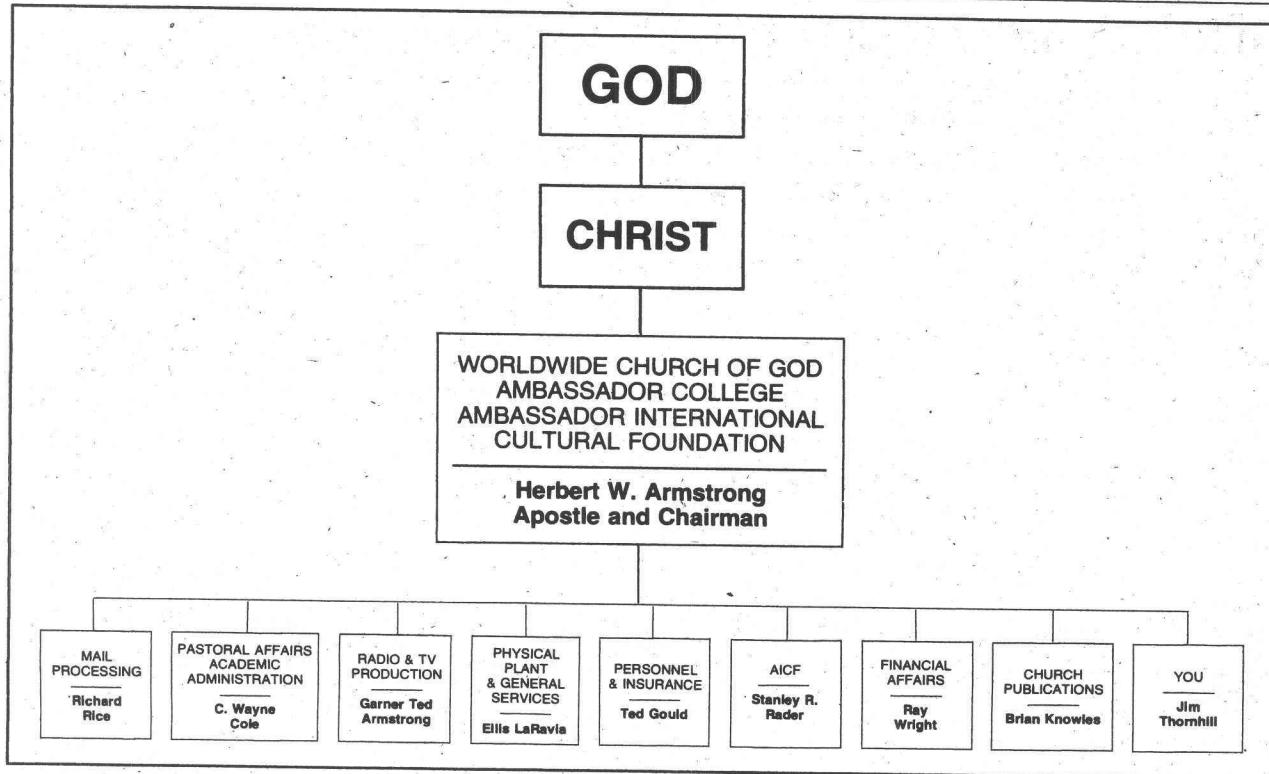 GOD
CHRIST
WORLDWIDE CHURCH OF GOD
AMBASSADOR COLLEGE
AMBASSADOR INTERNATIONAL
CULTURAL FOUNDATION
Herbert W. Armstrong
Apostle and Chairman
MAIL
PROCESSING
Richard
Rice
PASTORAL AFFAIRS
ACADEMIC
ADMINISTRATION
C. Wayne
Cole
RADIO & TV
PRODUCTION
Garner Ted
Armstrong
PHYSICAL
PLANT
& GENERAL
SERVICES
Ellis LaRavia
PERSONNEL
& INSURANCE
Ted Gould
AICF
Stanley R.
Rader
FINANCIAL
AFFAIRS
Ray
Wright
CHURCH
PUBLICATIONS
Brian Knowles
YOU
Jim
Thornhill